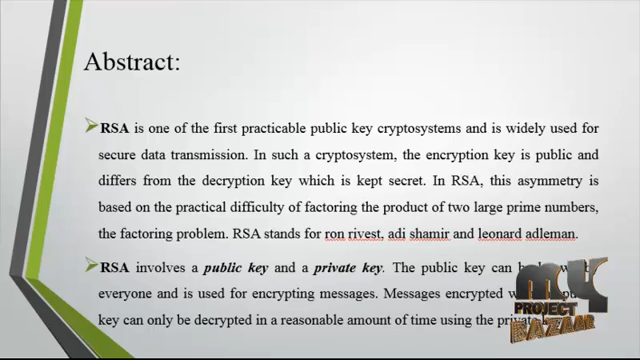 Abstract:
RSA is one of the first practicable public key cryptosystems and is widely used for
secure data transmission. In such a cryptosystem, the encryption key is public and
differs from the decryption key which is kept secret. In RSA, this asymmetry is
based on the practical difficulty of factoring the product of two large prime numbers,
the factoring problem. RSA stands for ron rivest, adi shamir and leonard adleman.
RSA involves a public key and a private key. The public key can
everyone and is used for encrypting messages. Messages encrypted
key can only be decrypted in a reasonable amount of time using the
PROJECT
BAZAAR